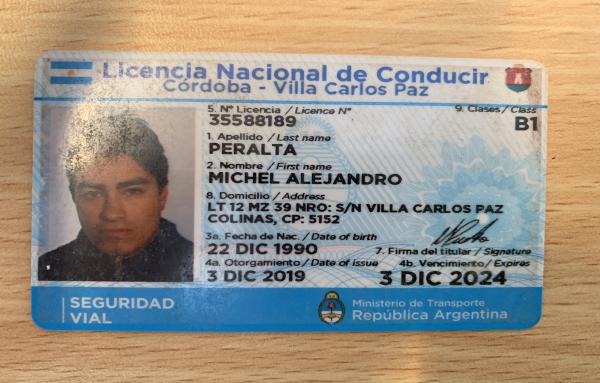 Licencia Nacional de Conducir
Córdoba - Villa Carlos Paz
5. Nº Licencia / Licence Nº
9. Clases / Class
35588189
B1
1. Apellido / Last name
PERALTA
2. Nombre / First name
MICHEL ALEJANDRO
8. Domicilio / Address
LT 12 MZ 39 NRO: S/N VILLA CARLOS PAZ
COLINAS, CP: 5152
3a. Fecha de Nac. / Date of birth
22 DIC 1990
7. Firma del titular / Signature
4a. Otorgamiento / Date of issue
4b. Vencimiento / Expires
3 DIC 2019
3 DIC 2024
SEGURIDAD
VIAL
Ministerio de Transporte
República Argentina